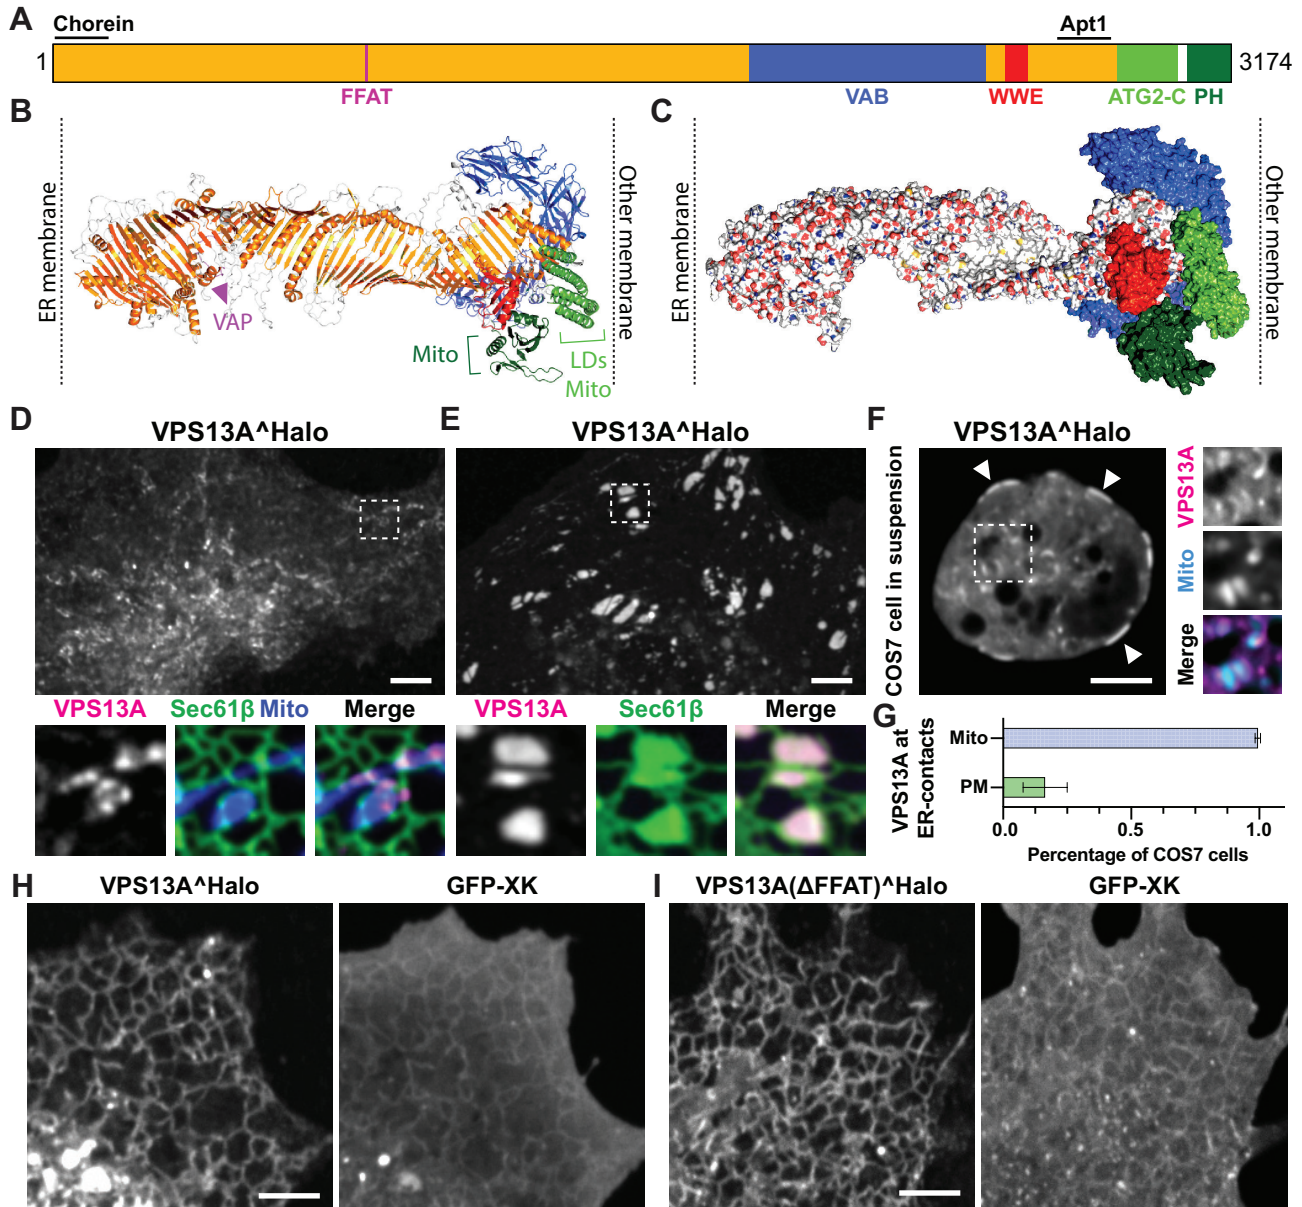 A
Chorein
Apt1
1
3174
FFAT
VAB
WWE
ATG2-C
PH
B
ER membrane
VAP
Mito
LDs
Mito
Other membrane
C
ER membrane
Other membrane
D
VPS13A^Halo
VPS13A
Sec61β
Mito
Merge
E
VPS13A^Halo
VPS13A
Sec61β
Merge
F
VPS13A^Halo
COS7 cell in suspension
VPS13A
Mito
Merge
G
VPS13A at
ER-contacts
Mito
PM
0.0
0.5
1.0
Percentage of COS7 cells
H
VPS13A^Halo
GFP-XK
I
VPS13A(ΔFFAT)^Halo
GFP-XK